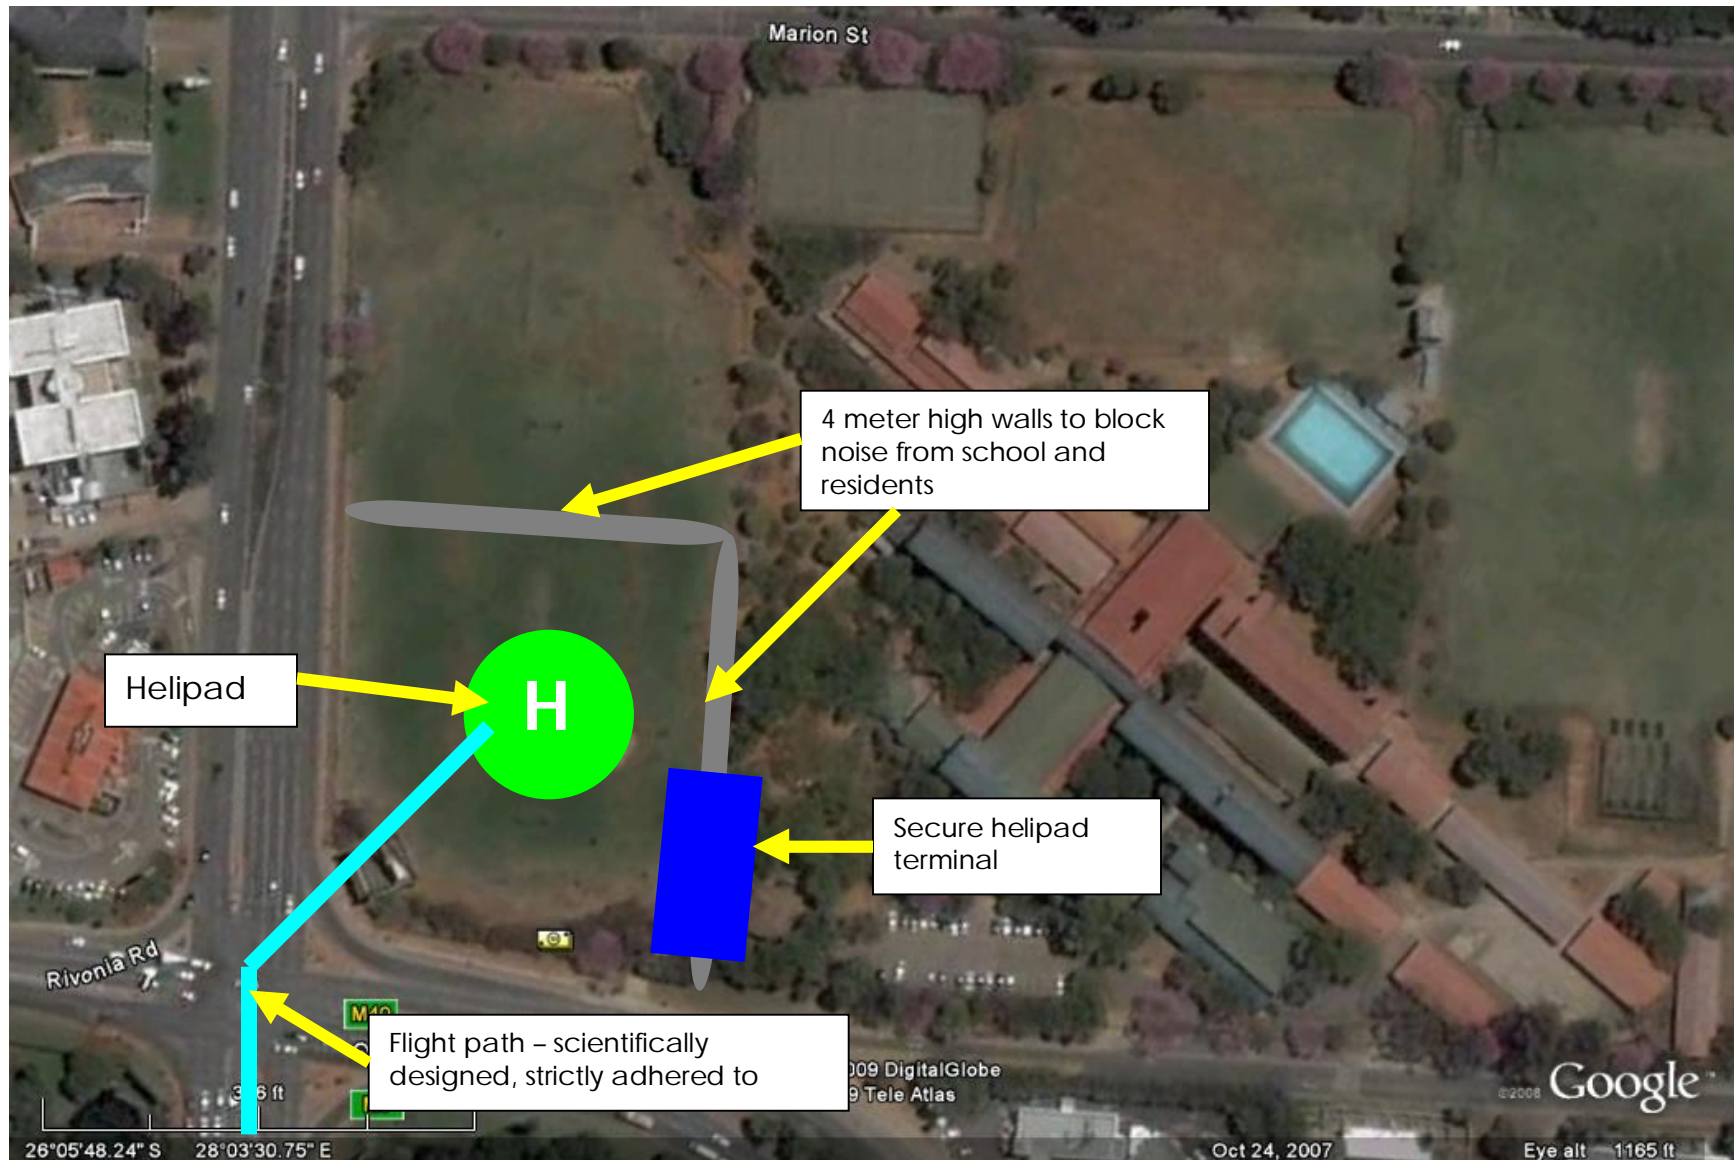 Marion St
4 meter high walls to block
noise from school and
residents
Helipad
H
Secure helipad
terminal
Rivonia Rd
Flight path – scientifically
designed, strictly adhered to
009 DigitalGlobe
9 Tele Atlas
©2008 Google™
26°05'48.24" S 28°03'30.75" E
Oct 24, 2007
Eye alt 1165 ft